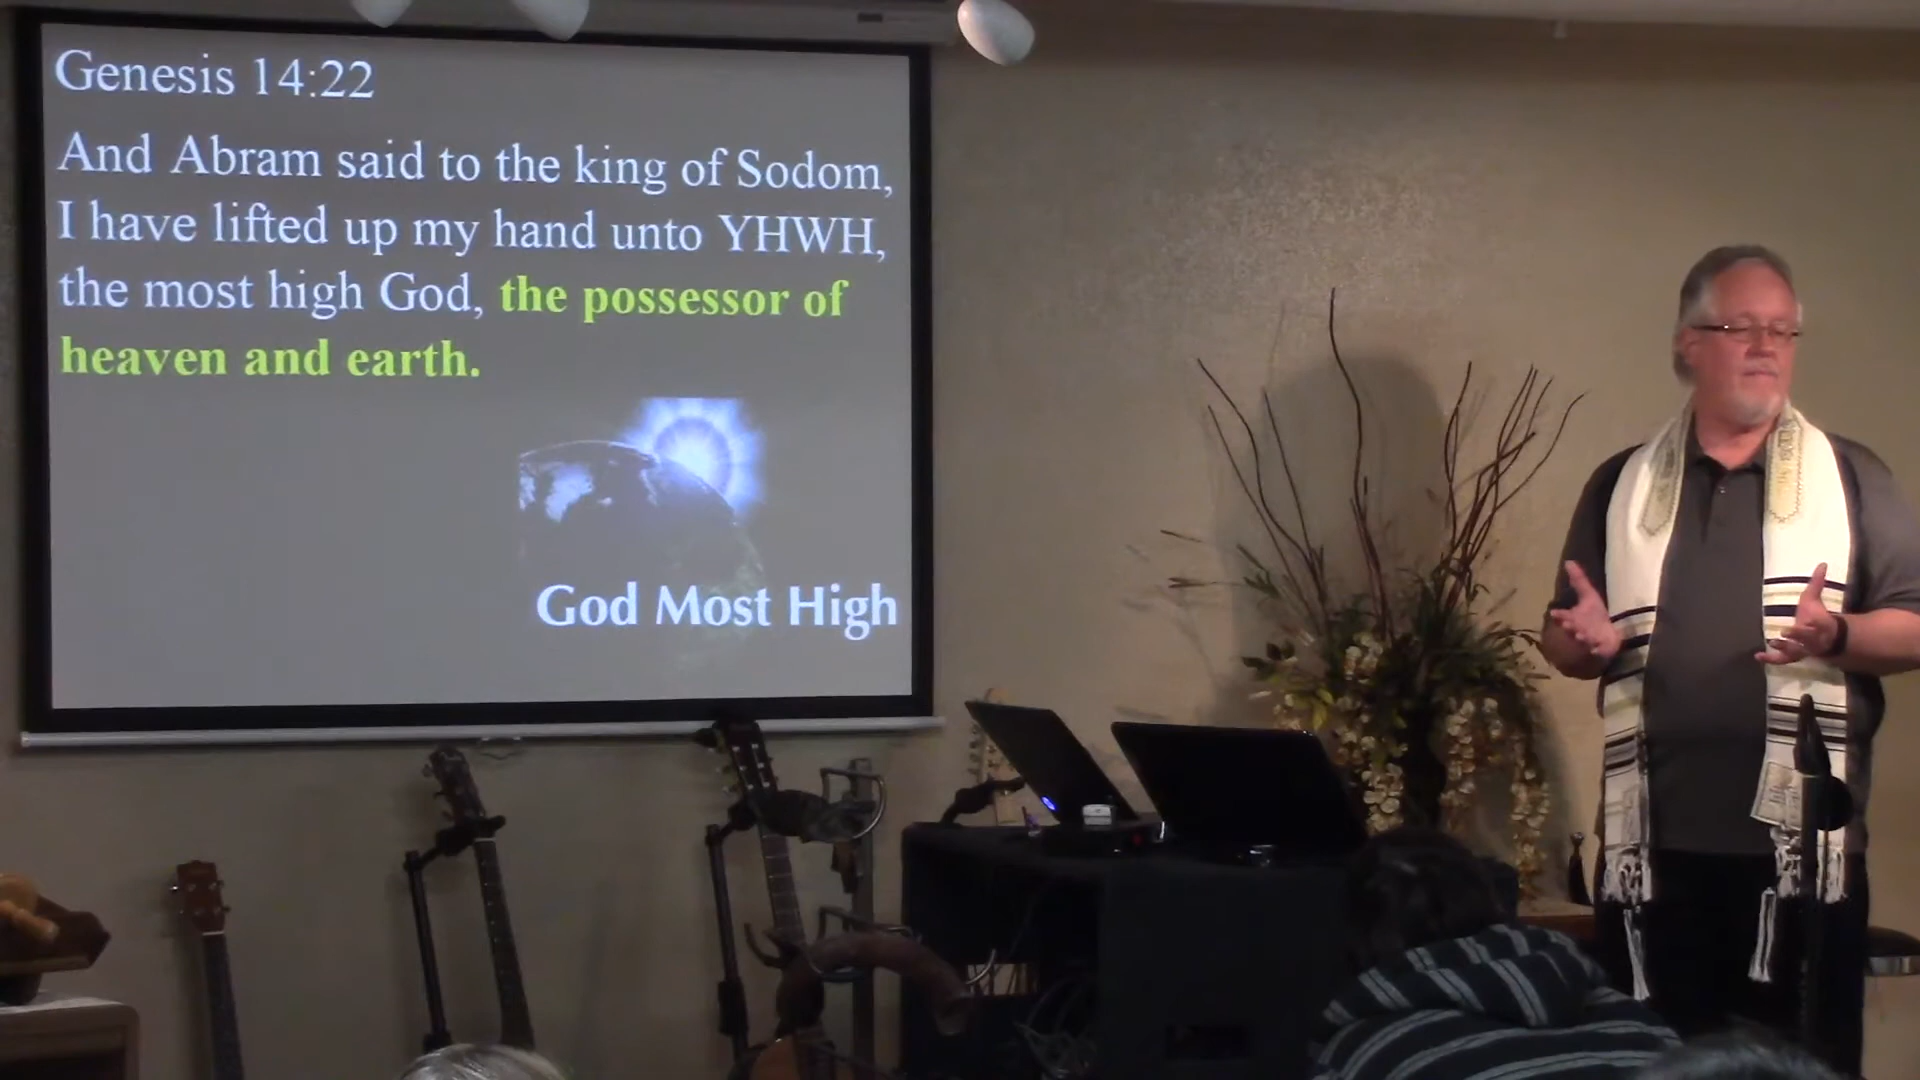 Genesis 14:22
And Abram said to the king of Sodom,
I have lifted up my hand unto YHWH,
the most high God, the possessor of
heaven and earth.
God Most High